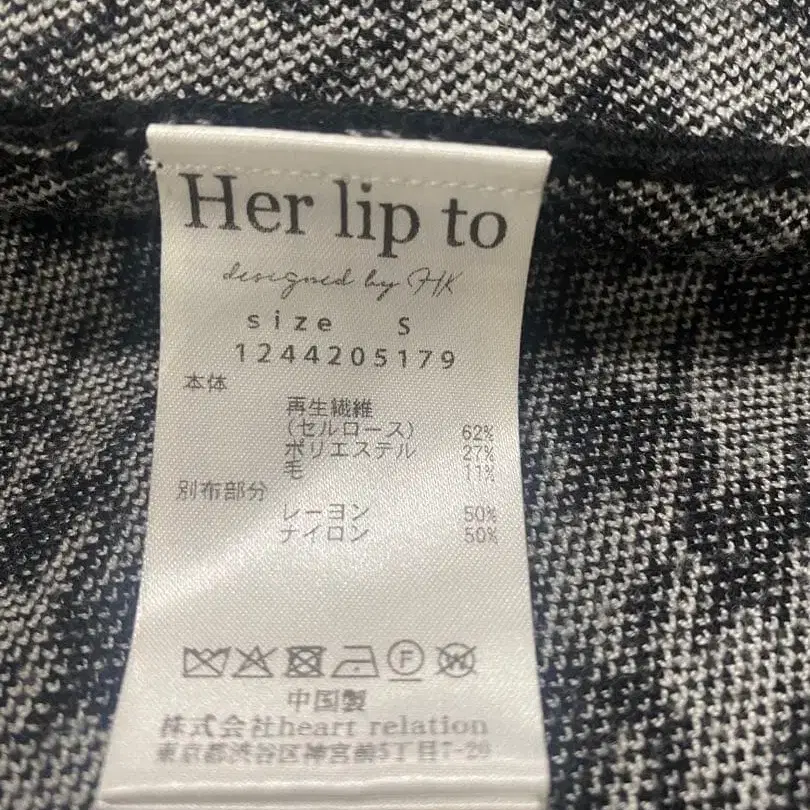 Her lip to
designed by HK
size S
1244205179
本体
再生繊維
(セルロース) 62%
ポリエステル 27%
毛 11%
別布部分
レーヨン 50%
ナイロン 50%
F W
中国製
株式会社heart relation
東京都渋谷区神宮前5丁目7-20